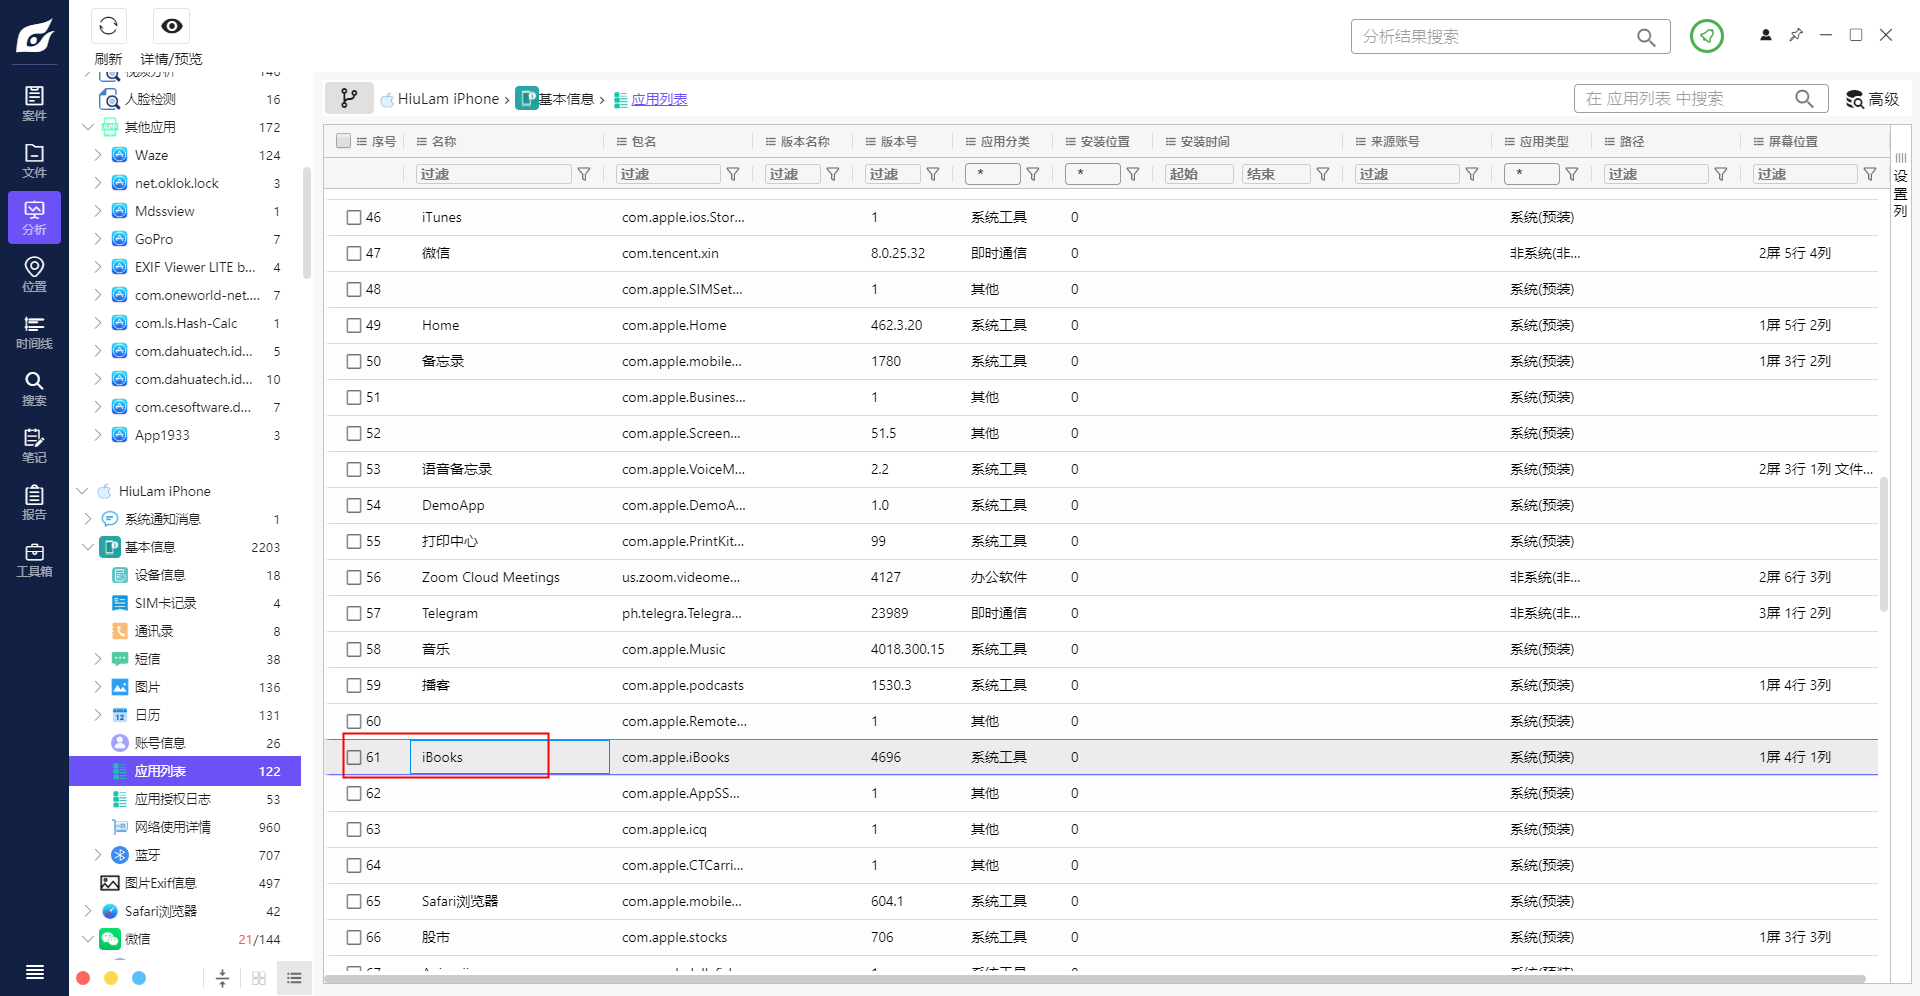 刷新
详情/预览
分析结果搜索
案件
文件
分析
位置
时间线
搜索
笔记
报告
工具箱
视频分析 146
人脸检测 16
其他应用 172
Waze 124
net.oklok.lock 3
Mdssview 1
GoPro 7
EXIF Viewer LITE b... 4
com.oneworld-net.... 7
com.ls.Hash-Calc 1
com.dahuatech.id... 5
com.dahuatech.id... 10
com.cesoftware.d... 7
App1933 3
HiuLam iPhone
系统通知消息 1
基本信息 2203
设备信息 18
SIM卡记录 4
通讯录 8
短信 38
图片 136
日历 131
账号信息 26
应用列表 122
应用授权日志 53
网络使用详情 960
蓝牙 707
图片Exif信息 497
Safari浏览器 42
微信 21/144
HiuLam iPhone › 基本信息 › 应用列表
在 应用列表 中搜索
高级
序号 名称 包名 版本名称 版本号 应用分类 安装位置 安装时间 来源账号 应用类型 路径 屏幕位置
过滤 过滤 过滤 过滤 * * 起始 结束 过滤 * 过滤 过滤
设置列
46 iTunes com.apple.ios.Stor... 1 系统工具 0 系统(预装)
47 微信 com.tencent.xin 8.0.25.32 即时通信 0 非系统(非... 2屏 5行 4列
48 com.apple.SIMSet... 1 其他 0 系统(预装)
49 Home com.apple.Home 462.3.20 系统工具 0 系统(预装) 1屏 5行 2列
50 备忘录 com.apple.mobile... 1780 系统工具 0 系统(预装) 1屏 3行 2列
51 com.apple.Busines... 1 其他 0 系统(预装)
52 com.apple.Screen... 51.5 其他 0 系统(预装)
53 语音备忘录 com.apple.VoiceM... 2.2 系统工具 0 系统(预装) 2屏 3行 1列 文件...
54 DemoApp com.apple.DemoA... 1.0 系统工具 0 系统(预装)
55 打印中心 com.apple.PrintKit... 99 系统工具 0 系统(预装)
56 Zoom Cloud Meetings us.zoom.videome... 4127 办公软件 0 非系统(非... 2屏 6行 3列
57 Telegram ph.telegra.Telegra... 23989 即时通信 0 非系统(非... 3屏 1行 2列
58 音乐 com.apple.Music 4018.300.15 系统工具 0 系统(预装)
59 播客 com.apple.podcasts 1530.3 系统工具 0 系统(预装) 1屏 4行 3列
60 com.apple.Remote... 1 其他 0 系统(预装)
61 iBooks com.apple.iBooks 4696 系统工具 0 系统(预装) 1屏 4行 1列
62 com.apple.AppSS... 1 其他 0 系统(预装)
63 com.apple.icq 1 其他 0 系统(预装)
64 com.apple.CTCarri... 1 其他 0 系统(预装)
65 Safari浏览器 com.apple.mobile... 604.1 系统工具 0 系统(预装)
66 股市 com.apple.stocks 706 系统工具 0 系统(预装) 1屏 3行 3列